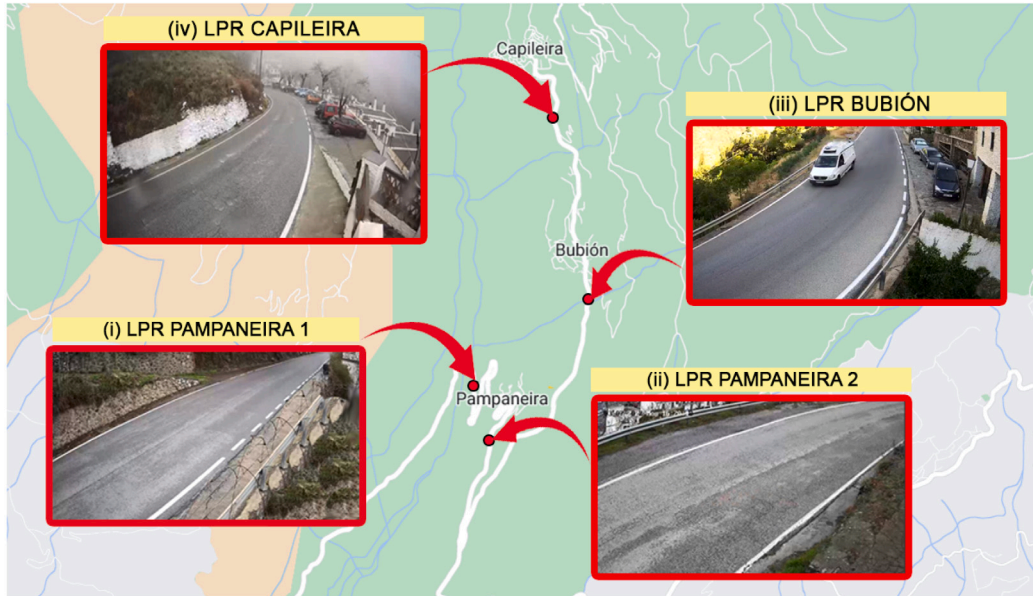 (iv) LPR CAPILEIRA
Capileira
(iii) LPR BUBIÓN
Bubión
(i) LPR PAMPANEIRA 1
Pampaneira
(ii) LPR PAMPANEIRA 2